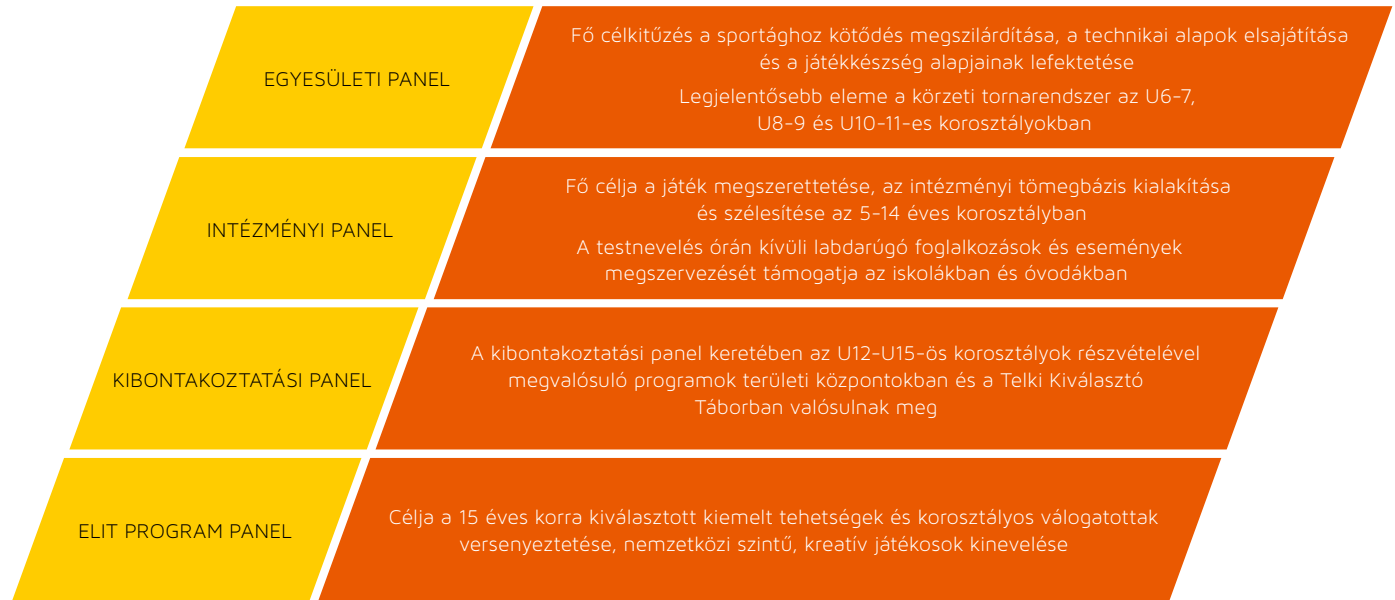 EGYESÜLETI PANEL
Fő célkitűzés a sportághoz kötődés megszilárdítása, a technikai alapok elsajátítása
és a játékkészség alapjainak lefektetése
Legjelentősebb eleme a körzeti tornarendszer az U6-7,
U8-9 és U10-11-es korosztályokban
INTÉZMÉNYI PANEL
Fő célja a játék megszerettetése, az intézményi tömegbázis kialakítása
és szélesítése az 5-14 éves korosztályban
A testnevelés órán kívüli labdarúgó foglalkozások és események
megszervezését támogatja az iskolákban és óvodákban
KIBONTAKOZTATÁSI PANEL
A kibontakoztatási panel keretében az U12-U15-ös korosztályok részvételével
megvalósuló programok területi központokban és a Telki Kiválasztó
Táborban valósulnak meg
ELIT PROGRAM PANEL
Célja a 15 éves korra kiválasztott kiemelt tehetségek és korosztályos válogatottak
versenyeztetése, nemzetközi szintű, kreatív játékosok kinevelése